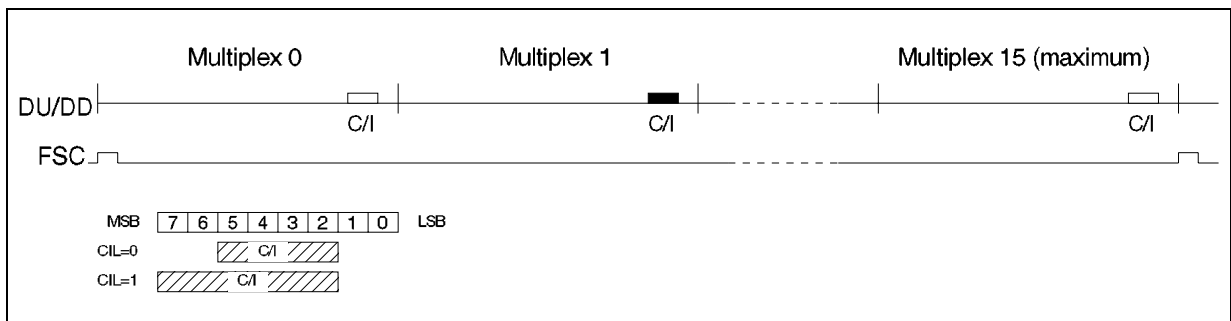 Multiplex 0 Multiplex 1 Multiplex 15 (maximum)
DU/DD
C/I C/I C/I
FSC
MSB 7 6 5 4 3 2 1 0 LSB
CIL=0 C/I
CIL=1 C/I